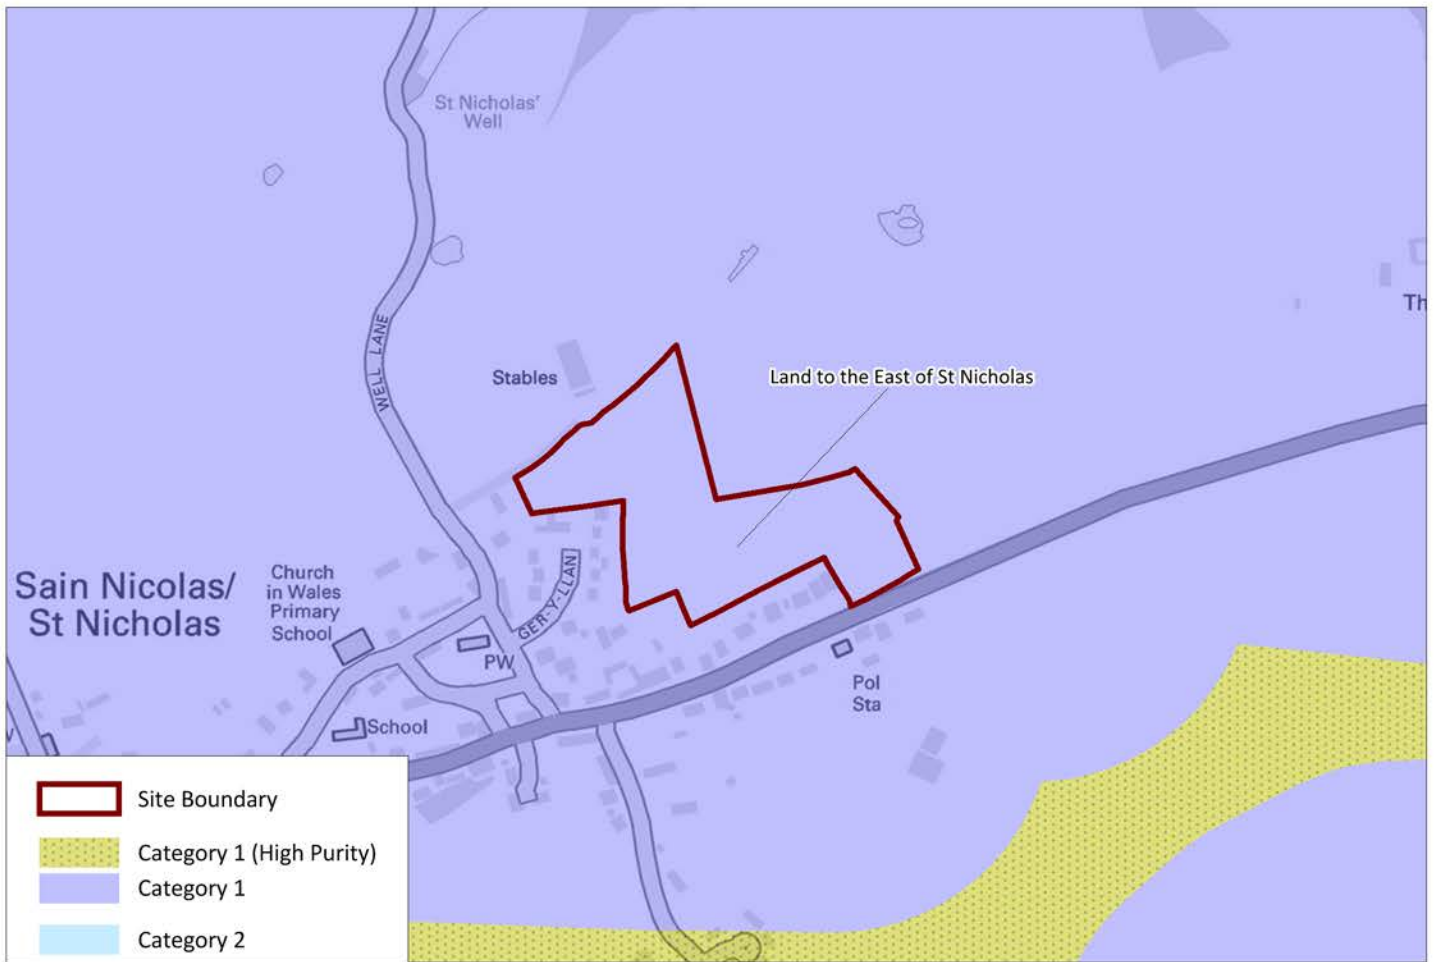 St Nicholas'
Well
WELL LANE
Th
Stables
Land to the East of St Nicholas
Sain Nicolas/
St Nicholas
Church
in Wales
Primary
School
GER-Y-LLAN
PW
Pol
Sta
School
Site Boundary
Category 1 (High Purity)
Category 1
Category 2